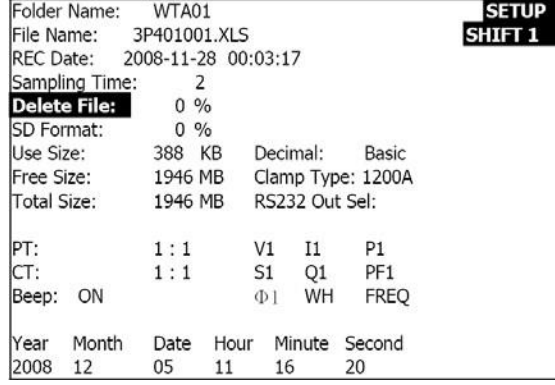 Folder Name: WTA01 SETUP
File Name: 3P401001.XLS SHIFT 1
REC Date: 2008-11-28 00:03:17
Sampling Time: 2
Delete File: 0 %
SD Format: 0 %
Use Size: 388 KB Decimal: Basic
Free Size: 1946 MB Clamp Type: 1200A
Total Size: 1946 MB RS232 Out Sel:
PT: 1 : 1 V1 I1 P1
CT: 1 : 1 S1 Q1 PF1
Beep: ON Φ1 WH FREQ
Year Month Date Hour Minute Second
2008 12 05 11 16 20